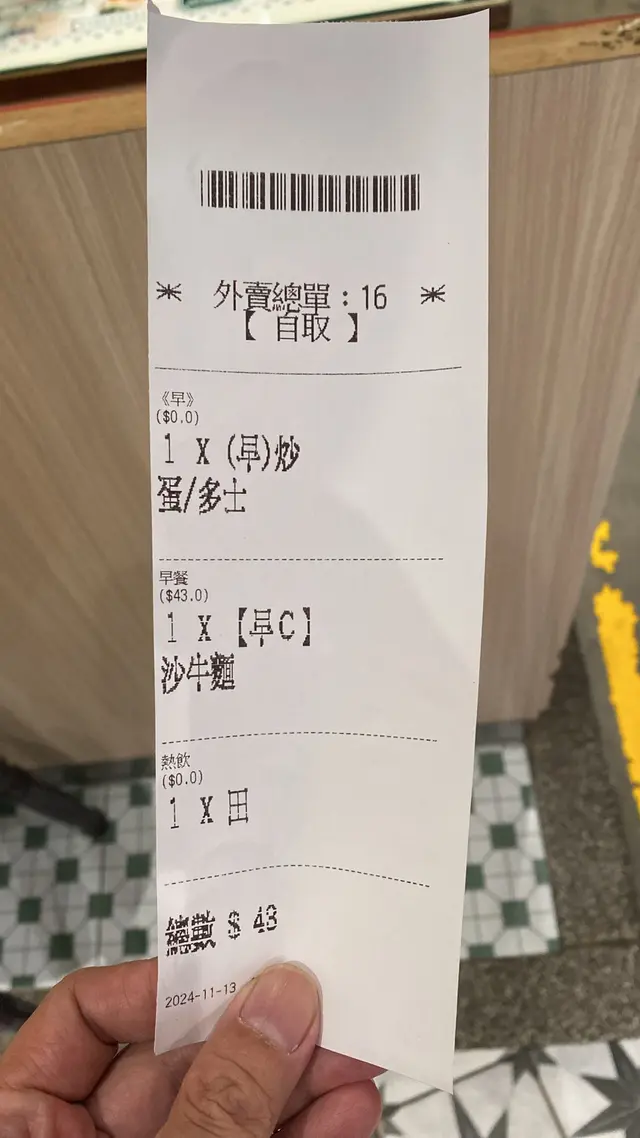 * 外賣總單：16 *
【 自取 】
《早》
($0.0)
1 X (早)炒
蛋/多士
早餐
($43.0)
1 X 【早C】
沙牛麵
熱飲
($0.0)
1 X 田
總數 $ 43
2024-11-13